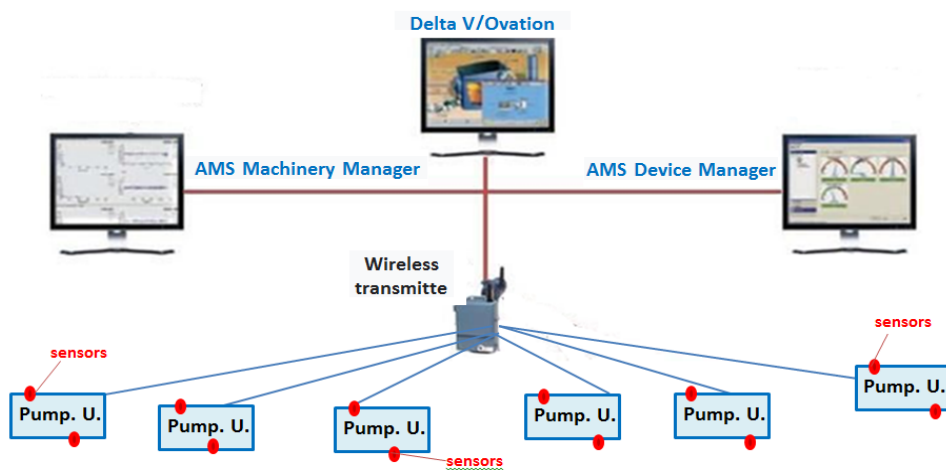 Delta V/Ovation
AMS Machinery Manager
AMS Device Manager
Wireless
transmitte
sensors
sensors
Pump. U.
Pump. U.
Pump. U.
Pump. U.
Pump. U.
Pump. U.
sensors